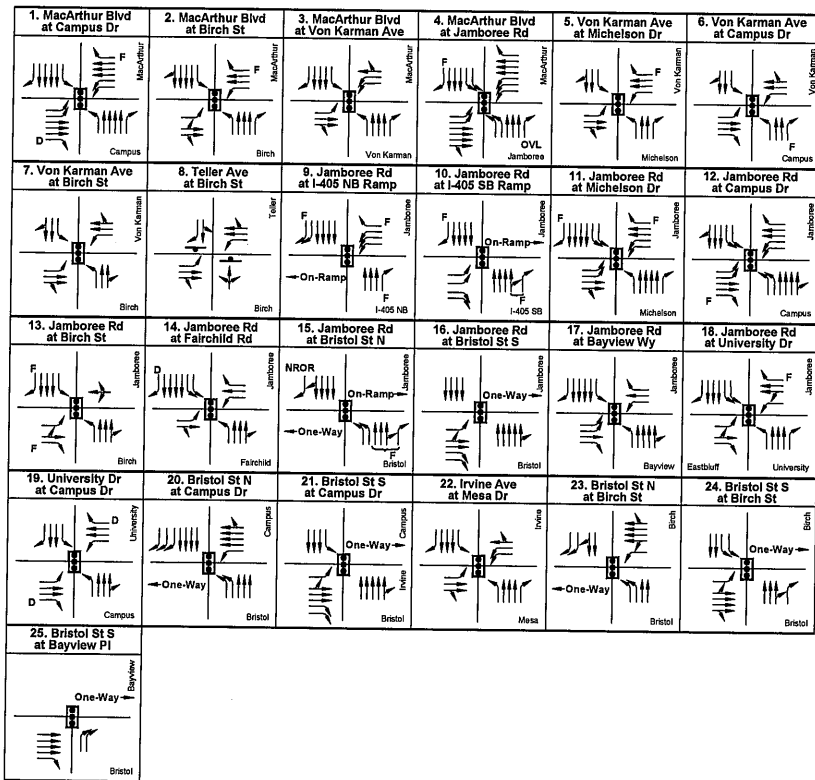 1. MacArthur Blvd
at Campus Dr
F
MacArthur
D
Campus
2. MacArthur Blvd
at Birch St
F
MacArthur
Birch
3. MacArthur Blvd
at Von Karman Ave
MacArthur
Von Karman
4. MacArthur Blvd
at Jamboree Rd
F
MacArthur
OVL
Jamboree
5. Von Karman Ave
at Michelson Dr
F
Von Karman
Michelson
6. Von Karman Ave
at Campus Dr
Von Karman
F
Campus
7. Von Karman Ave
at Birch St
Von Karman
Birch
8. Teller Ave
at Birch St
Teller
Birch
9. Jamboree Rd
at I-405 NB Ramp
F
F
Jamboree
On-Ramp
F
I-405 NB
10. Jamboree Rd
at I-405 SB Ramp
F
Jamboree
On-Ramp
F
I-405 SB
11. Jamboree Rd
at Michelson Dr
F
F
Jamboree
Michelson
12. Jamboree Rd
at Campus Dr
Jamboree
F
Campus
13. Jamboree Rd
at Birch St
F
Jamboree
F
Birch
14. Jamboree Rd
at Fairchild Rd
D
Jamboree
Fairchild
15. Jamboree Rd
at Bristol St N
NROR
Jamboree
On-Ramp
One-Way
F
Bristol
16. Jamboree Rd
at Bristol St S
Jamboree
One-Way
Bristol
17. Jamboree Rd
at Bayview Wy
Jamboree
Bayview
18. Jamboree Rd
at University Dr
F
Jamboree
Eastbluff
University
19. University Dr
at Campus Dr
D
University
D
Campus
20. Bristol St N
at Campus Dr
Campus
One-Way
Bristol
21. Bristol St S
at Campus Dr
Campus
One-Way
Irvine
Bristol
22. Irvine Ave
at Mesa Dr
Irvine
Mesa
23. Bristol St N
at Birch St
Birch
One-Way
Bristol
24. Bristol St S
at Birch St
Birch
One-Way
Bristol
25. Bristol St S
at Bayview Pl
Bayview
One-Way
Bristol